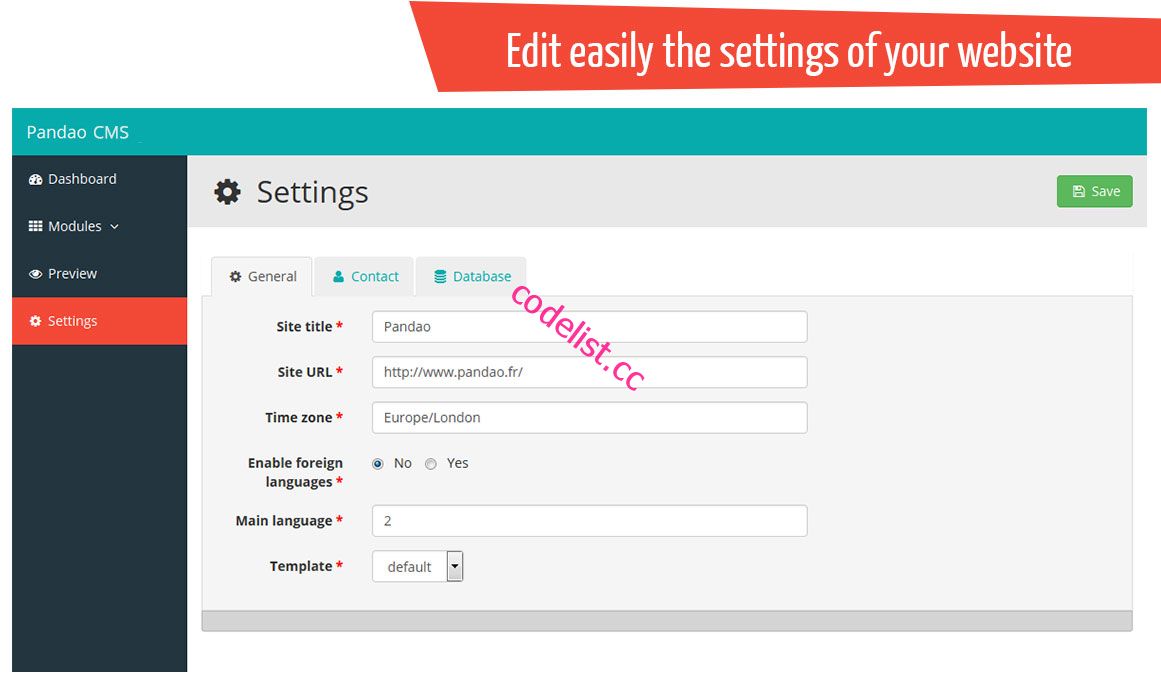 Edit easily the settings of your website
Pandao CMS
Dashboard
Modules
Preview
Settings
Settings
Save
General
Contact
Database
Site title *
Pandao
Site URL *
http://www.pandao.fr/
Time zone *
Europe/London
Enable foreign
languages *
No Yes
Main language *
2
Template *
default
codelist.cc